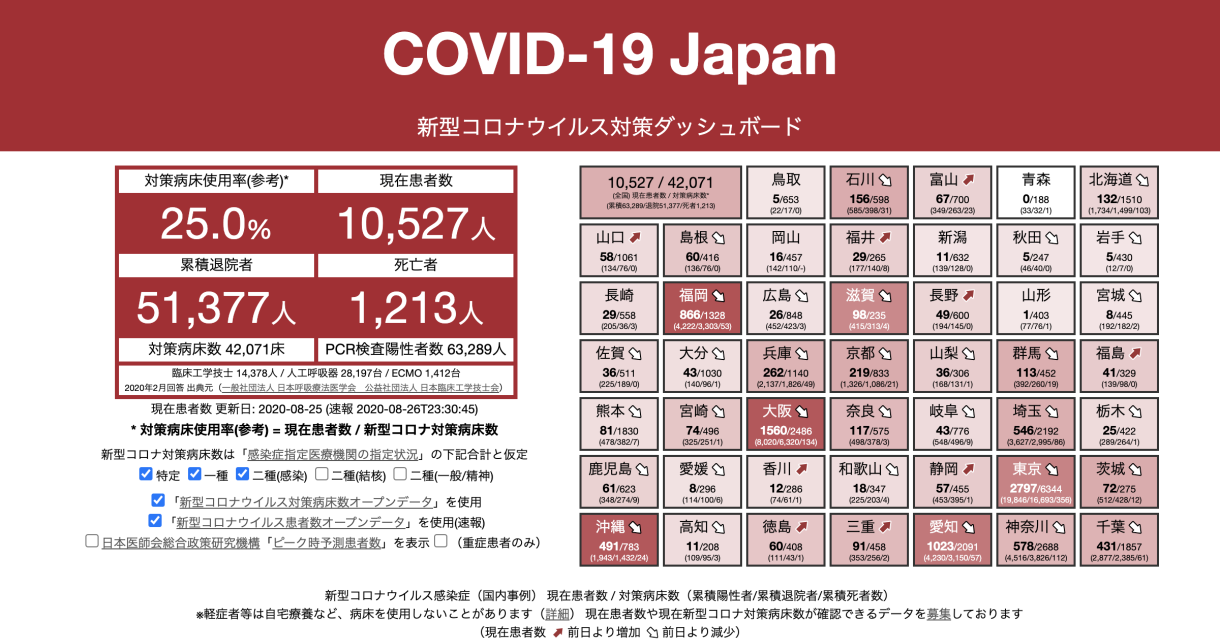 COVID-19 Japan
新型コロナウイルス対策ダッシュボード
対策病床使用率(参考)* 現在患者数
25.0% 10,527人
累積退院者 死亡者
51,377人 1,213人
対策病床数 42,071床 PCR検査陽性者数 63,289人
臨床工学技士 14,378人 / 人工呼吸器 28,197台 / ECMO 1,412台
2020年2月回答 出典元（一般社団法人 日本呼吸療法医学会 公益社団法人 日本臨床工学技士会）
現在患者数 更新日: 2020-08-25 (速報 2020-08-26T23:30:45)
* 対策病床使用率(参考) = 現在患者数 / 新型コロナ対策病床数
新型コロナ対策病床数は「感染症指定医療機関の指定状況」の下記合計と仮定
特定 一種 二種(感染) 二種(結核) 二種(一般/精神)
「新型コロナウイルス対策病床数オープンデータ」を使用
「新型コロナウイルス患者数オープンデータ」を使用(速報)
日本医師会総合政策研究機構「ピーク時予測患者数」を表示 （重症患者のみ）
10,527 / 42,071
(全国) 現在患者数 / 対策病床数*
(累積63,289/退院51,377/死者1,213)
鳥取 石川 富山 青森 北海道
5/653 156/598 67/700 0/188 132/1510
(22/17/0) (585/398/31) (349/263/23) (33/32/1) (1,734/1,499/103)
山口 島根 岡山 福井 新潟 秋田 岩手
58/1061 60/416 16/457 29/265 11/632 5/247 5/430
(134/76/0) (136/76/0) (142/110/-) (177/140/8) (139/128/0) (46/40/0) (12/7/0)
長崎 福岡 広島 滋賀 長野 山形 宮城
29/558 866/1328 26/848 98/235 49/600 1/403 8/445
(205/36/3) (4,222/3,303/53) (452/423/3) (415/313/4) (194/145/0) (77/76/1) (192/182/2)
佐賀 大分 兵庫 京都 山梨 群馬 福島
36/511 43/1030 262/1140 219/833 36/306 113/452 41/329
(225/189/0) (140/96/1) (2,137/1,826/49) (1,326/1,086/21) (168/131/1) (392/260/19) (139/98/0)
熊本 宮崎 大阪 奈良 岐阜 埼玉 栃木
81/1830 74/496 1560/2486 117/575 43/776 546/2192 25/422
(478/382/7) (325/251/1) (8,020/6,320/134) (498/378/3) (548/496/9) (3,627/2,995/86) (289/264/1)
鹿児島 愛媛 香川 和歌山 静岡 東京 茨城
61/623 8/296 12/286 18/347 57/455 2797/6344 72/275
(348/274/9) (114/100/6) (74/61/1) (225/203/4) (453/395/1) (19,846/16,693/356) (512/428/12)
沖縄 高知 徳島 三重 愛知 神奈川 千葉
491/783 11/208 60/408 91/458 1023/2091 578/2688 431/1857
(1,943/1,432/24) (109/95/3) (111/43/1) (353/256/2) (4,230/3,150/57) (4,516/3,826/112) (2,877/2,385/61)
新型コロナウイルス感染症（国内事例） 現在患者数 / 対策病床数（累積陽性者/累積退院者/累積死者数）
※軽症者等は自宅療養など、病床を使用しないことがあります（詳細） 現在患者数や現在新型コロナ対策病床数が確認できるデータを募集しております
（現在患者数 前日より増加 前日より減少）